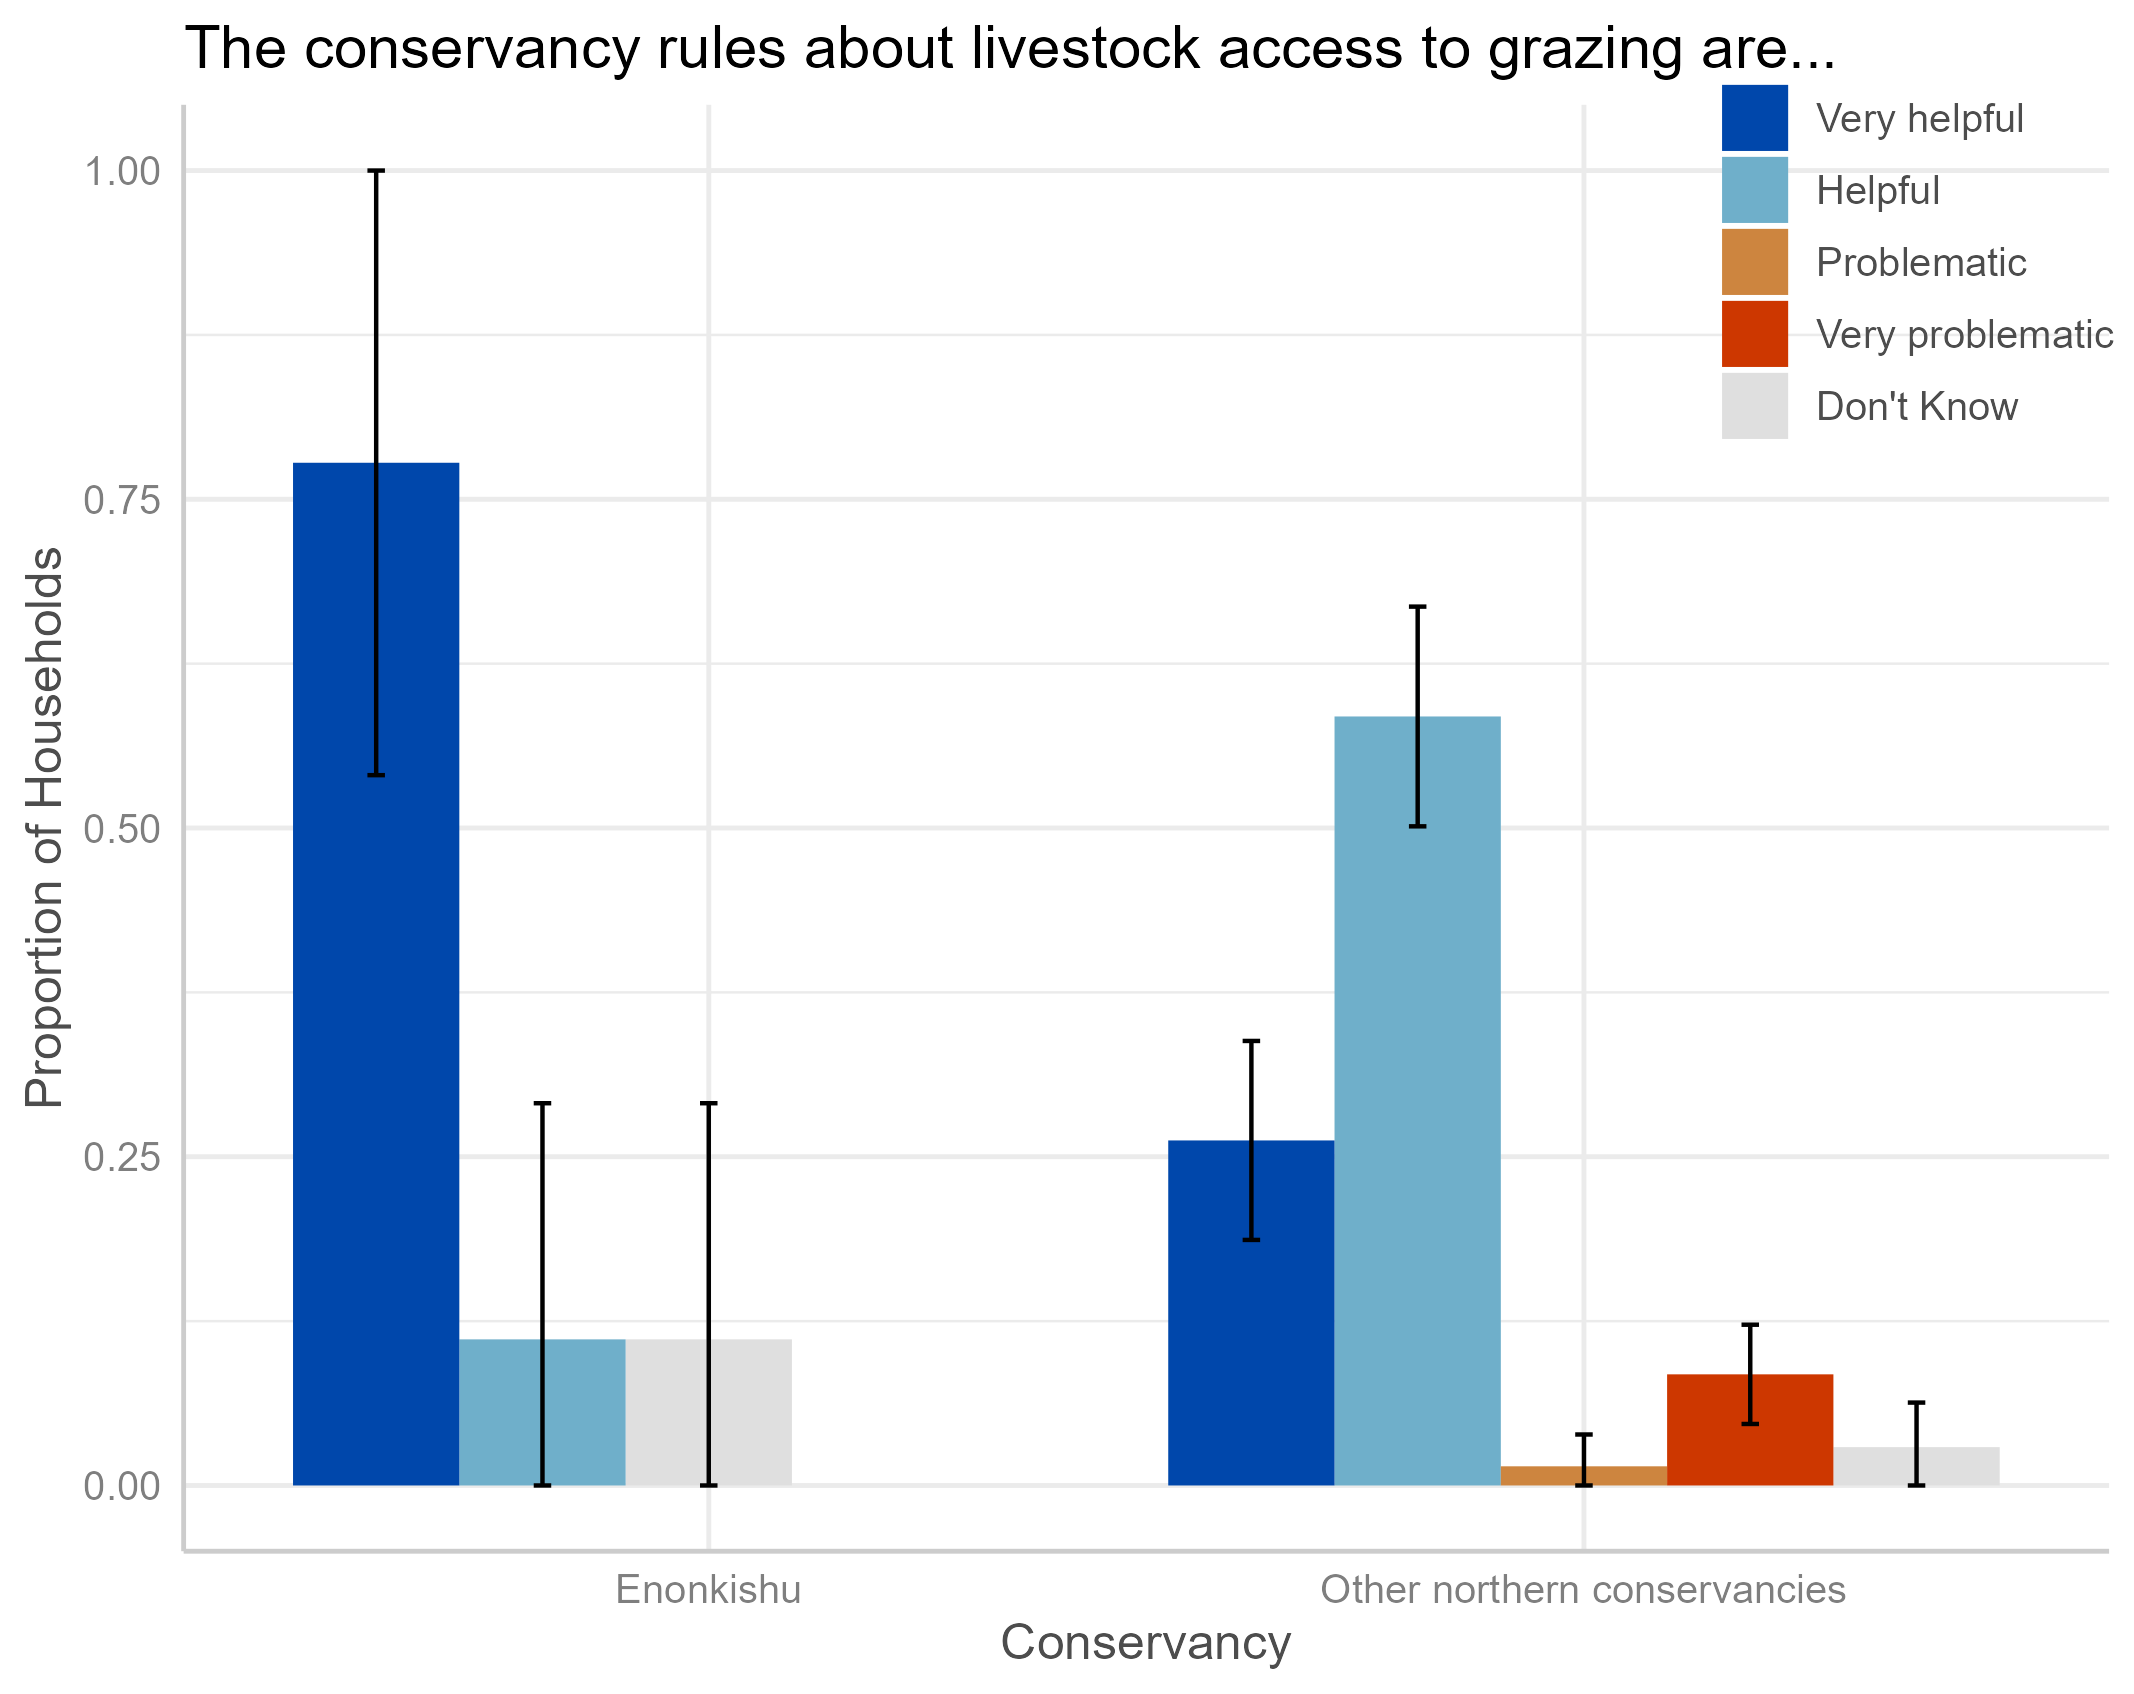 The conservancy rules about livestock access to grazing are...
Very helpful
Helpful
Problematic
Very problematic
Don't Know
1.00
0.75
0.50
0.25
0.00
Proportion of Households
Enonkishu
Other northern conservancies
Conservancy